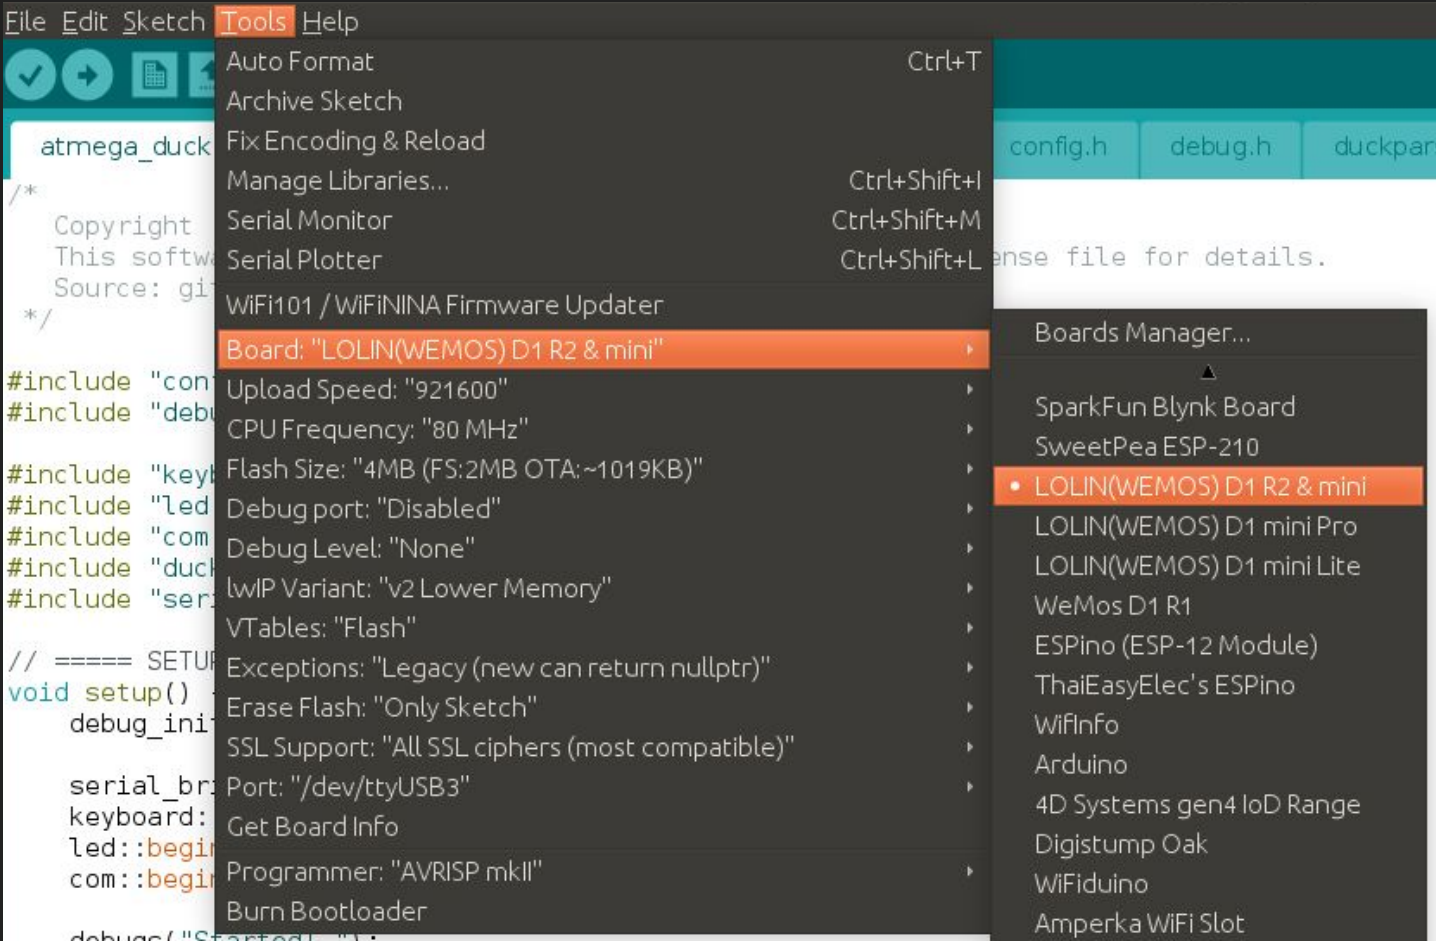 File Edit Sketch Tools Help
Auto Format Ctrl+T
Archive Sketch
Fix Encoding & Reload
Manage Libraries... Ctrl+Shift+I
Serial Monitor Ctrl+Shift+M
Serial Plotter Ctrl+Shift+L
WiFi101 / WiFiNINA Firmware Updater
Board: "LOLIN(WEMOS) D1 R2 & mini"
Upload Speed: "921600"
CPU Frequency: "80 MHz"
Flash Size: "4MB (FS:2MB OTA:~1019KB)"
Debug port: "Disabled"
Debug Level: "None"
lwIP Variant: "v2 Lower Memory"
VTables: "Flash"
Exceptions: "Legacy (new can return nullptr)"
Erase Flash: "Only Sketch"
SSL Support: "All SSL ciphers (most compatible)"
Port: "/dev/ttyUSB3"
Get Board Info
Programmer: "AVRISP mkII"
Burn Bootloader
Boards Manager...
SparkFun Blynk Board
SweetPea ESP-210
LOLIN(WEMOS) D1 R2 & mini
LOLIN(WEMOS) D1 mini Pro
LOLIN(WEMOS) D1 mini Lite
WeMos D1 R1
ESPino (ESP-12 Module)
ThaiEasyElec's ESPino
WifInfo
Arduino
4D Systems gen4 IoD Range
Digistump Oak
WiFiduino
Amperka WiFi Slot
atmega_duck config.h debug.h duckpar
/*
Copyright
This softw ense file for details.
Source: gi
*/
#include "con
#include "debu
#include "key
#include "led
#include "com
#include "duc
#include "ser
// ===== SETUP
void setup()
debug_ini
serial_bri
keyboard:
led::begin
com::begin
debugs("Started! ");